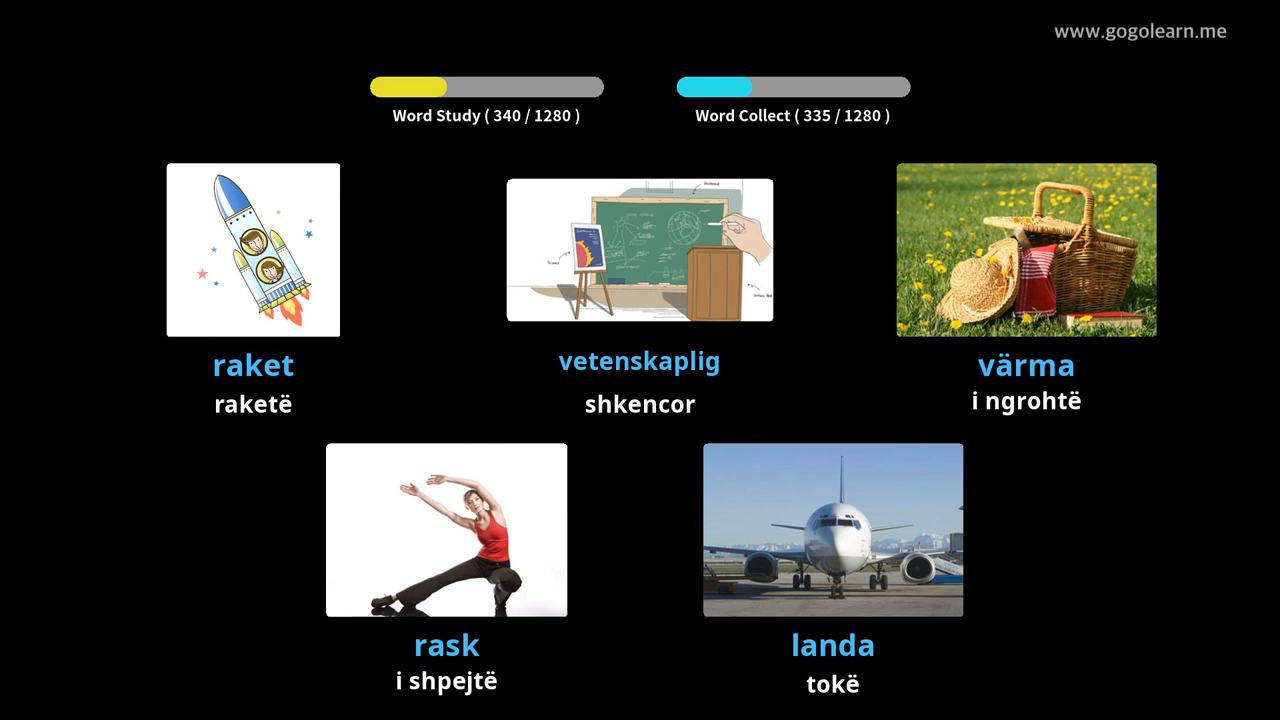 www.gogolearn.me
Word Study ( 340 / 1280 )
Word Collect ( 335 / 1280 )
raket
raketë
vetenskaplig
shkencor
värma
i ngrohtë
rask
i shpejtë
landa
tokë